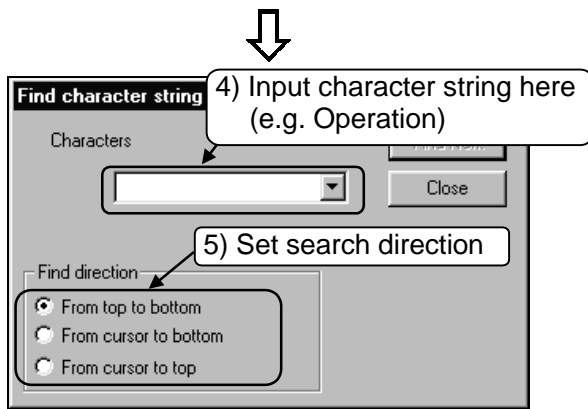 Find character string
4) Input character string here
(e.g. Operation)
Characters
Close
5) Set search direction
Find direction
From top to bottom
From cursor to bottom
From cursor to top